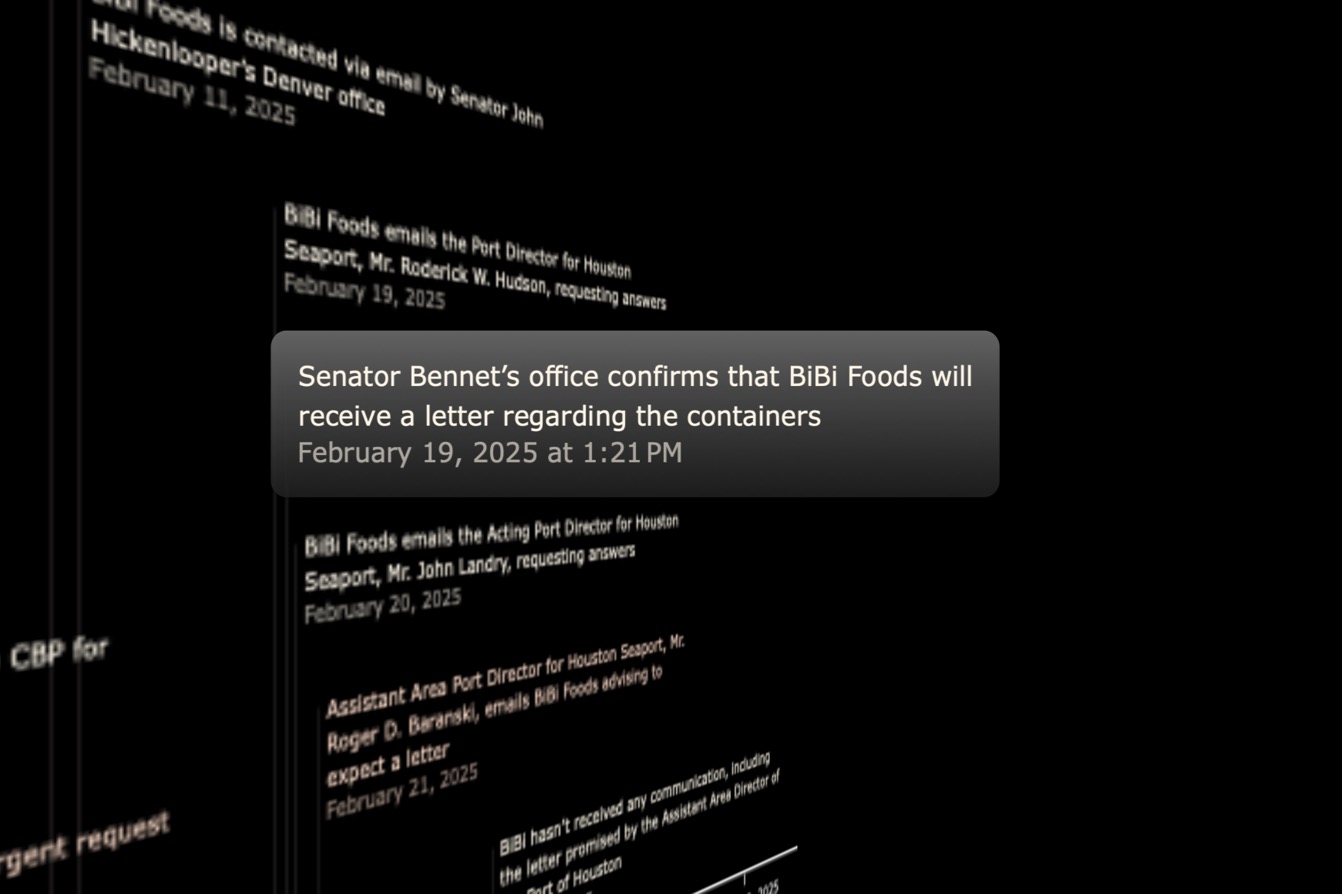 BiBi Foods is contacted via email by Senator John
Hickenlooper's Denver office
February 11, 2025
BiBi Foods emails the Port Director for Houston
Seaport, Mr. Roderick W. Hudson, requesting answers
February 19, 2025
Senator Bennet’s office confirms that BiBi Foods will
receive a letter regarding the containers
February 19, 2025 at 1:21 PM
BiBi Foods emails the Acting Port Director for Houston
Seaport, Mr. John Landry, requesting answers
February 20, 2025
CBP for
Assistant Area Port Director for Houston Seaport, Mr.
Roger D. Baranski, emails BiBi Foods advising to
expect a letter
February 21, 2025
rgent request
BiBi hasn't received any communication, including
the letter promised by the Assistant Area Director of
Port of Houston
2025